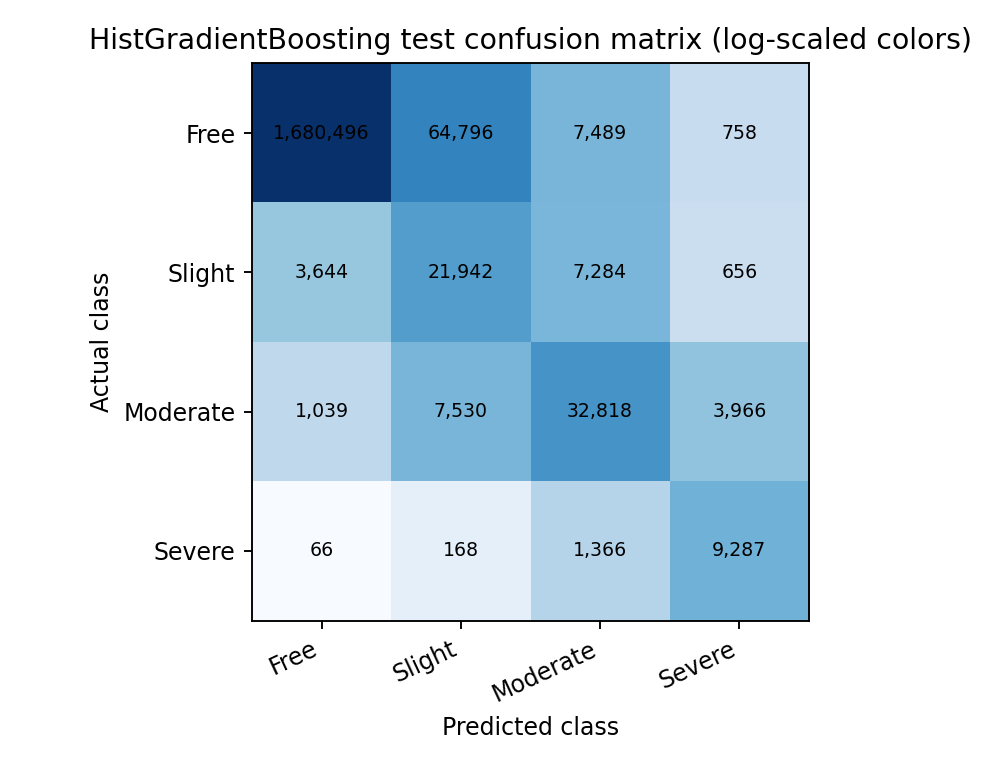 HistGradientBoosting test confusion matrix (log-scaled colors)
Actual class
Free 1,680,496 64,796 7,489 758
Slight 3,644 21,942 7,284 656
Moderate 1,039 7,530 32,818 3,966
Severe 66 168 1,366 9,287
Free Slight Moderate Severe
Predicted class